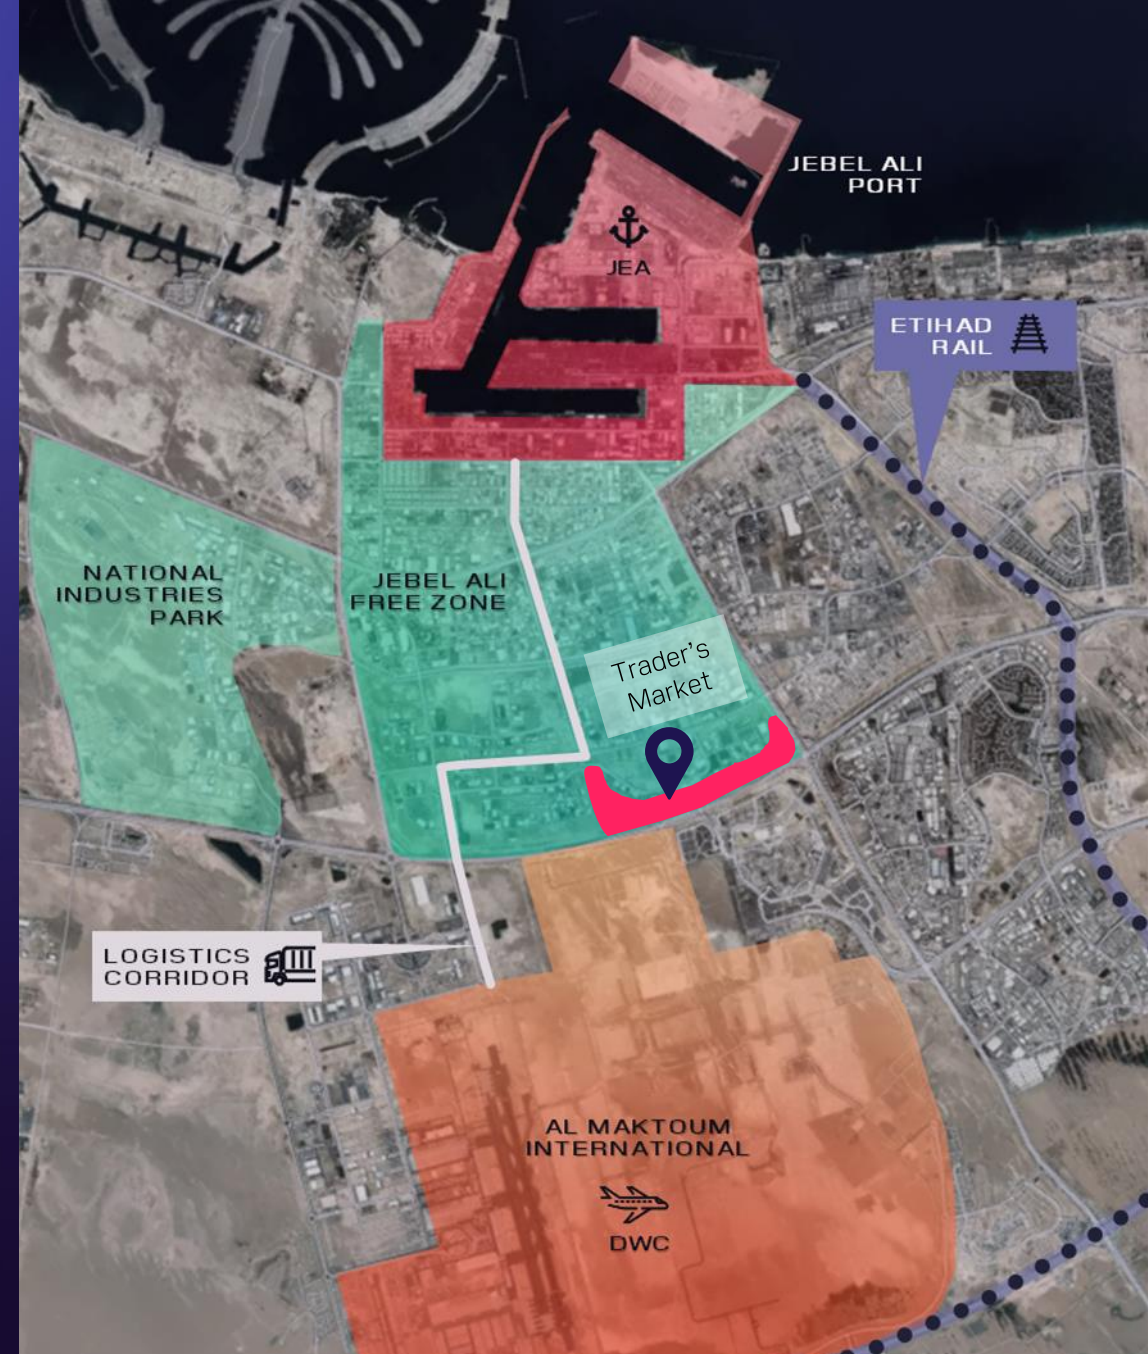 JEBEL ALI
PORT
JEA
ETIHAD
RAIL
NATIONAL
INDUSTRIES
PARK
JEBEL ALI
FREE ZONE
Trader’s
Market
LOGISTICS
CORRIDOR
AL MAKTOUM
INTERNATIONAL
DWC